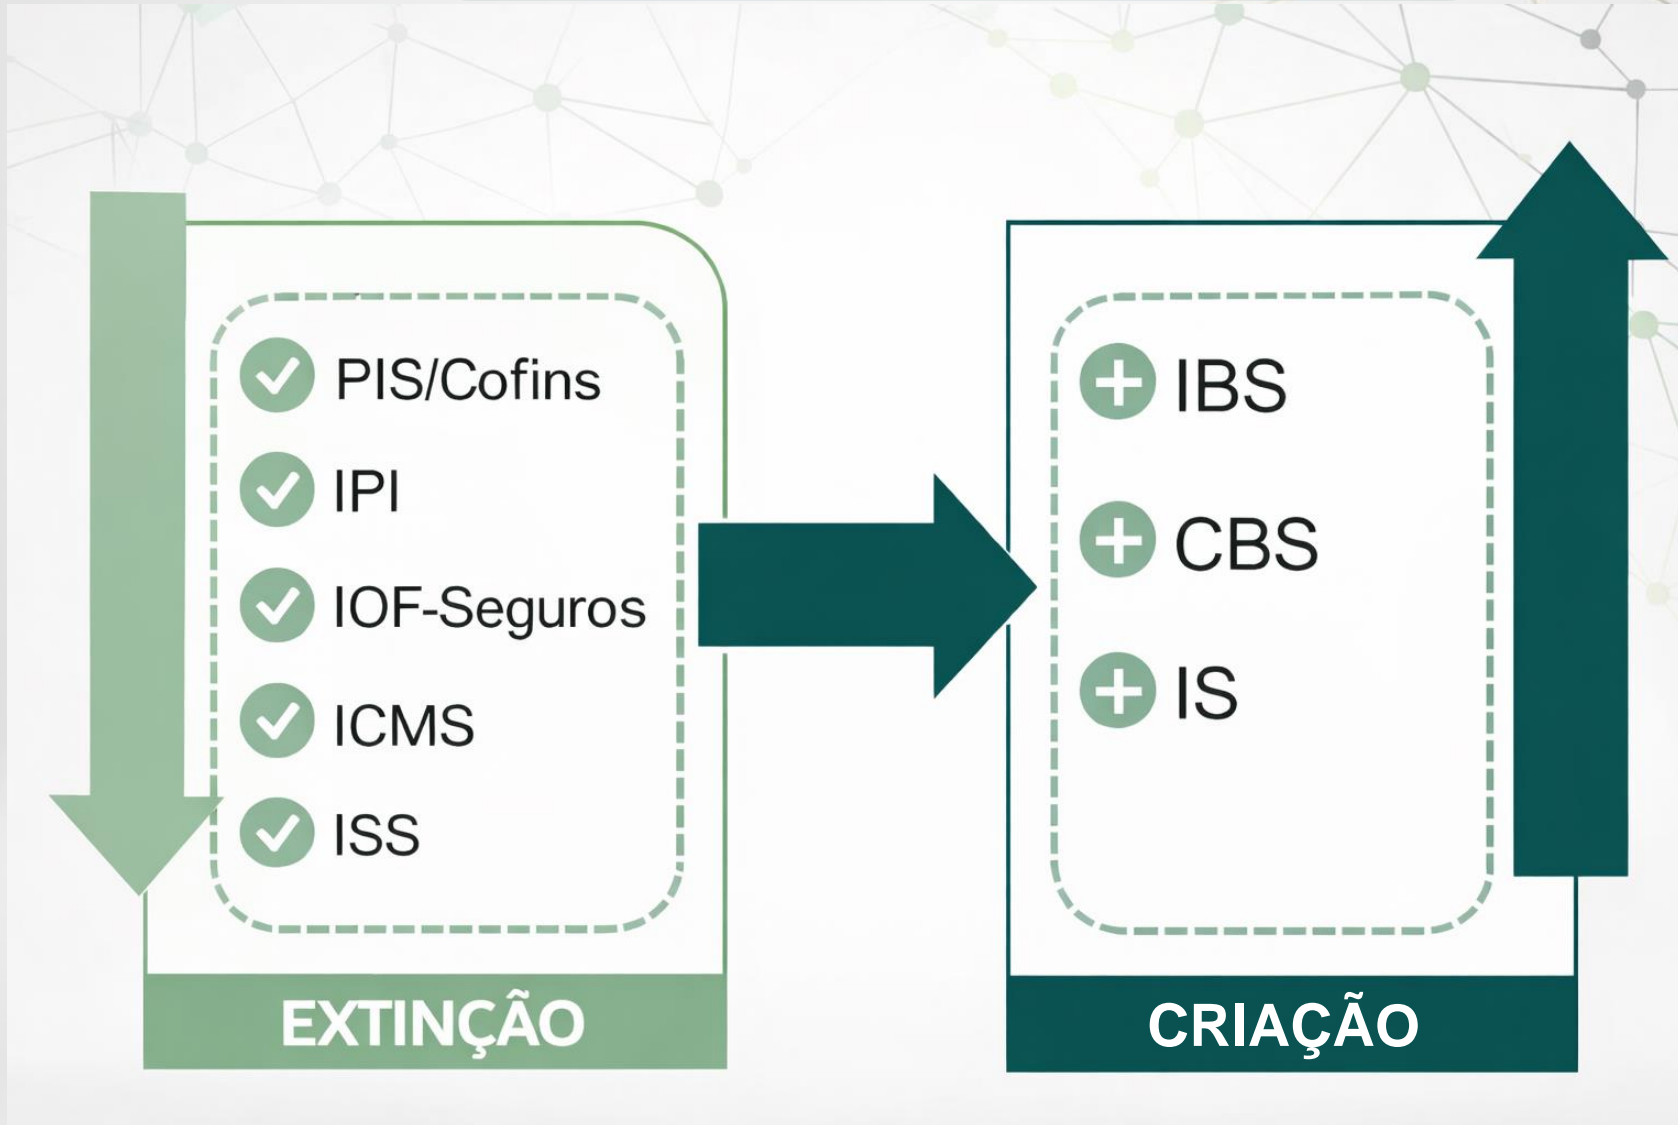 PIS/Cofins
IPI
IOF-Seguros
ICMS
ISS
EXTINÇÃO
IBS
CBS
IS
CRIAÇÃO